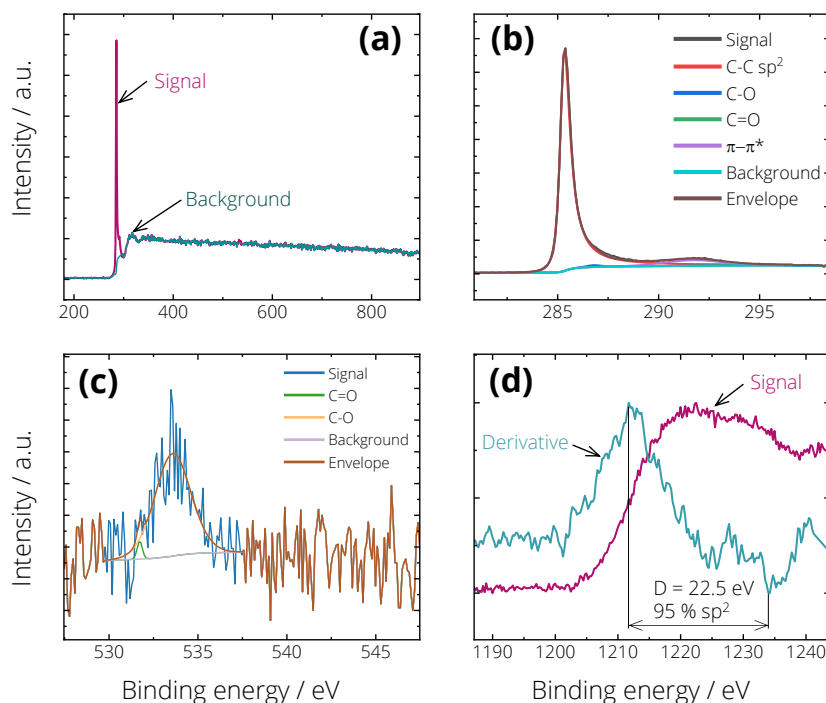 (a)
Signal
Background
Intensity / a.u.
200 400 600 800
(b)
Signal
C-C sp²
C-O
C=O
π–π*
Background
Envelope
285 290 295
(c)
Signal
C=O
C-O
Background
Envelope
Intensity / a.u.
530 535 540 545
Binding energy / eV
(d)
Signal
Derivative
D = 22.5 eV
95 % sp²
1190 1200 1210 1220 1230 1240
Binding energy / eV